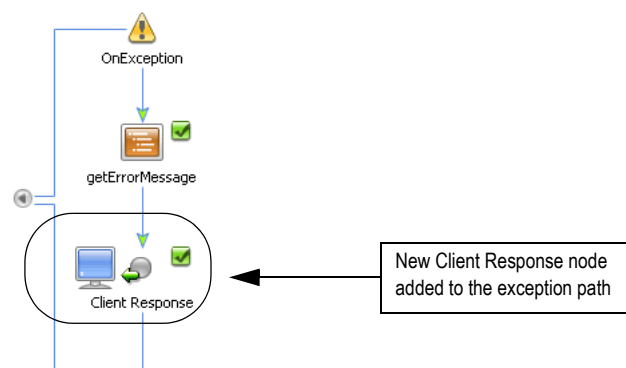 OnException
getErrorMessage
Client Response
New Client Response node
added to the exception path